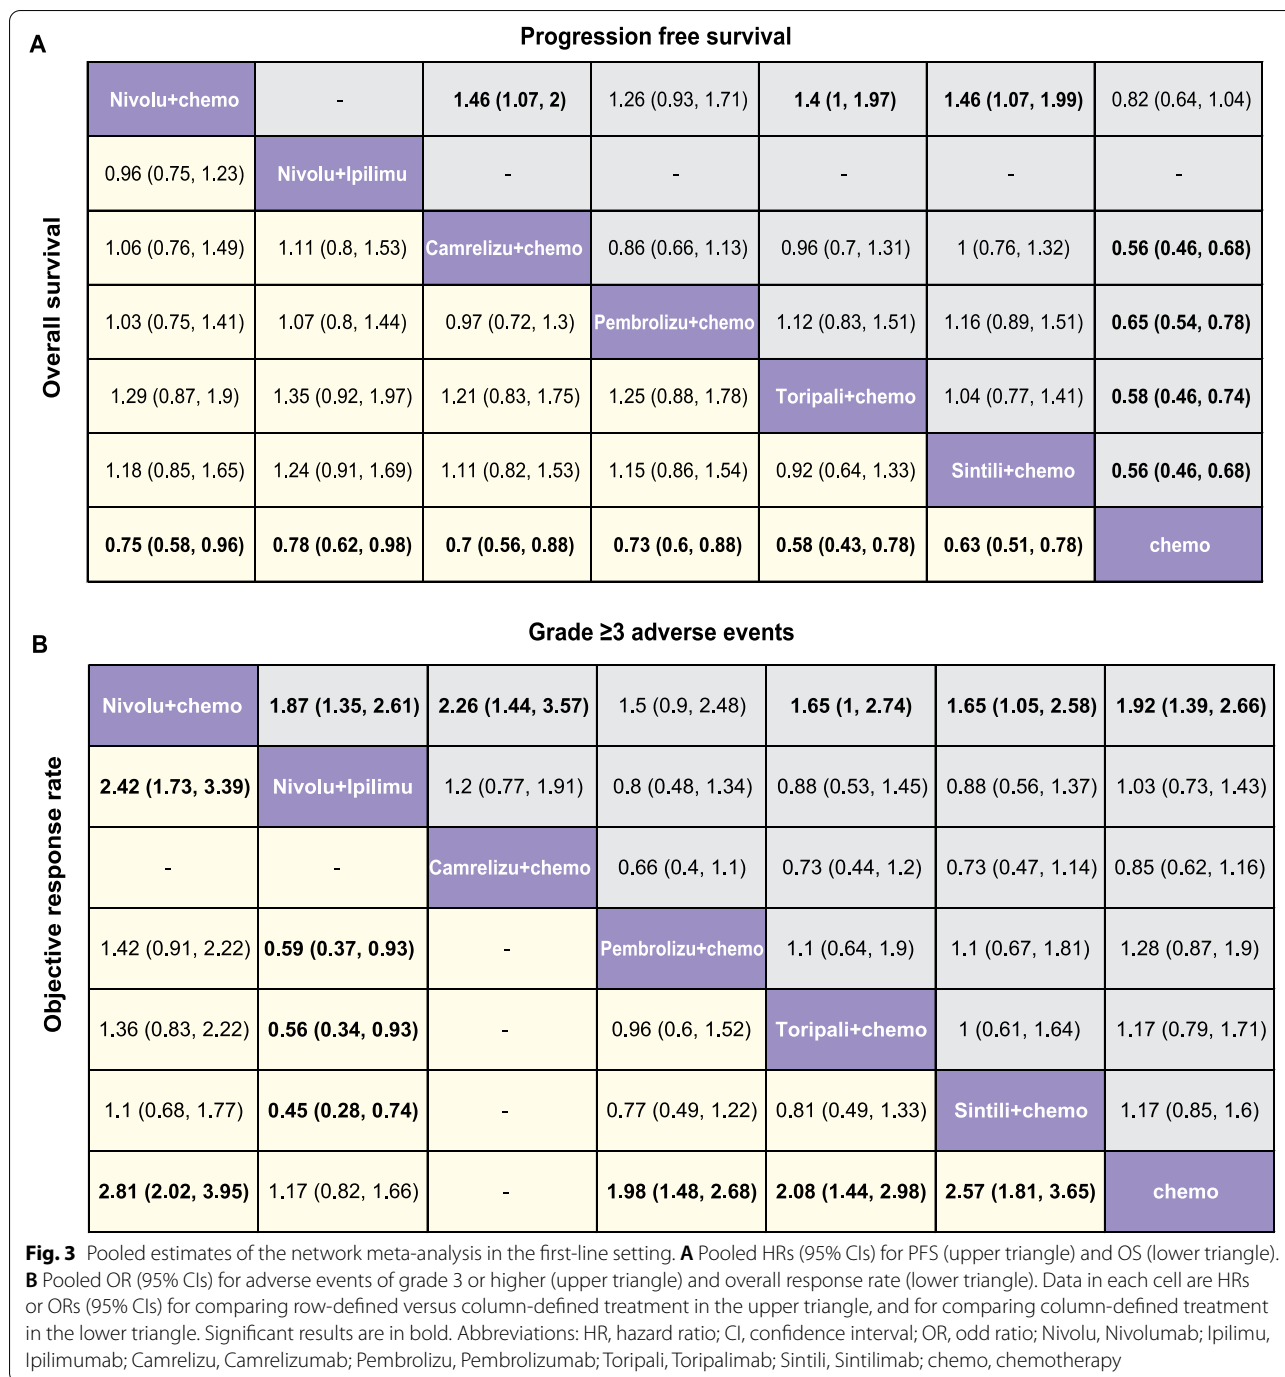 A
Progression free survival
Overall survival
Nivolu+chemo - 1.46 (1.07, 2) 1.26 (0.93, 1.71) 1.4 (1, 1.97) 1.46 (1.07, 1.99) 0.82 (0.64, 1.04)
0.96 (0.75, 1.23) Nivolu+Ipilimu - - - - -
1.06 (0.76, 1.49) 1.11 (0.8, 1.53) Camrelizu+chemo 0.86 (0.66, 1.13) 0.96 (0.7, 1.31) 1 (0.76, 1.32) 0.56 (0.46, 0.68)
1.03 (0.75, 1.41) 1.07 (0.8, 1.44) 0.97 (0.72, 1.3) Pembrolizu+chemo 1.12 (0.83, 1.51) 1.16 (0.89, 1.51) 0.65 (0.54, 0.78)
1.29 (0.87, 1.9) 1.35 (0.92, 1.97) 1.21 (0.83, 1.75) 1.25 (0.88, 1.78) Toripali+chemo 1.04 (0.77, 1.41) 0.58 (0.46, 0.74)
1.18 (0.85, 1.65) 1.24 (0.91, 1.69) 1.11 (0.82, 1.53) 1.15 (0.86, 1.54) 0.92 (0.64, 1.33) Sintili+chemo 0.56 (0.46, 0.68)
0.75 (0.58, 0.96) 0.78 (0.62, 0.98) 0.7 (0.56, 0.88) 0.73 (0.6, 0.88) 0.58 (0.43, 0.78) 0.63 (0.51, 0.78) chemo
B
Grade ≥3 adverse events
Objective response rate
Nivolu+chemo 1.87 (1.35, 2.61) 2.26 (1.44, 3.57) 1.5 (0.9, 2.48) 1.65 (1, 2.74) 1.65 (1.05, 2.58) 1.92 (1.39, 2.66)
2.42 (1.73, 3.39) Nivolu+Ipilimu 1.2 (0.77, 1.91) 0.8 (0.48, 1.34) 0.88 (0.53, 1.45) 0.88 (0.56, 1.37) 1.03 (0.73, 1.43)
- - Camrelizu+chemo 0.66 (0.4, 1.1) 0.73 (0.44, 1.2) 0.73 (0.47, 1.14) 0.85 (0.62, 1.16)
1.42 (0.91, 2.22) 0.59 (0.37, 0.93) - Pembrolizu+chemo 1.1 (0.64, 1.9) 1.1 (0.67, 1.81) 1.28 (0.87, 1.9)
1.36 (0.83, 2.22) 0.56 (0.34, 0.93) - 0.96 (0.6, 1.52) Toripali+chemo 1 (0.61, 1.64) 1.17 (0.79, 1.71)
1.1 (0.68, 1.77) 0.45 (0.28, 0.74) - 0.77 (0.49, 1.22) 0.81 (0.49, 1.33) Sintili+chemo 1.17 (0.85, 1.6)
2.81 (2.02, 3.95) 1.17 (0.82, 1.66) - 1.98 (1.48, 2.68) 2.08 (1.44, 2.98) 2.57 (1.81, 3.65) chemo
Fig. 3 Pooled estimates of the network meta-analysis in the first-line setting. A Pooled HRs (95% CIs) for PFS (upper triangle) and OS (lower triangle).
B Pooled OR (95% CIs) for adverse events of grade 3 or higher (upper triangle) and overall response rate (lower triangle). Data in each cell are HRs
or ORs (95% CIs) for comparing row-defined versus column-defined treatment in the upper triangle, and for comparing column-defined treatment
in the lower triangle. Significant results are in bold. Abbreviations: HR, hazard ratio; CI, confidence interval; OR, odd ratio; Nivolu, Nivolumab; Ipilimu,
Ipilimumab; Camrelizu, Camrelizumab; Pembrolizu, Pembrolizumab; Toripali, Toripalimab; Sintili, Sintilimab; chemo, chemotherapy